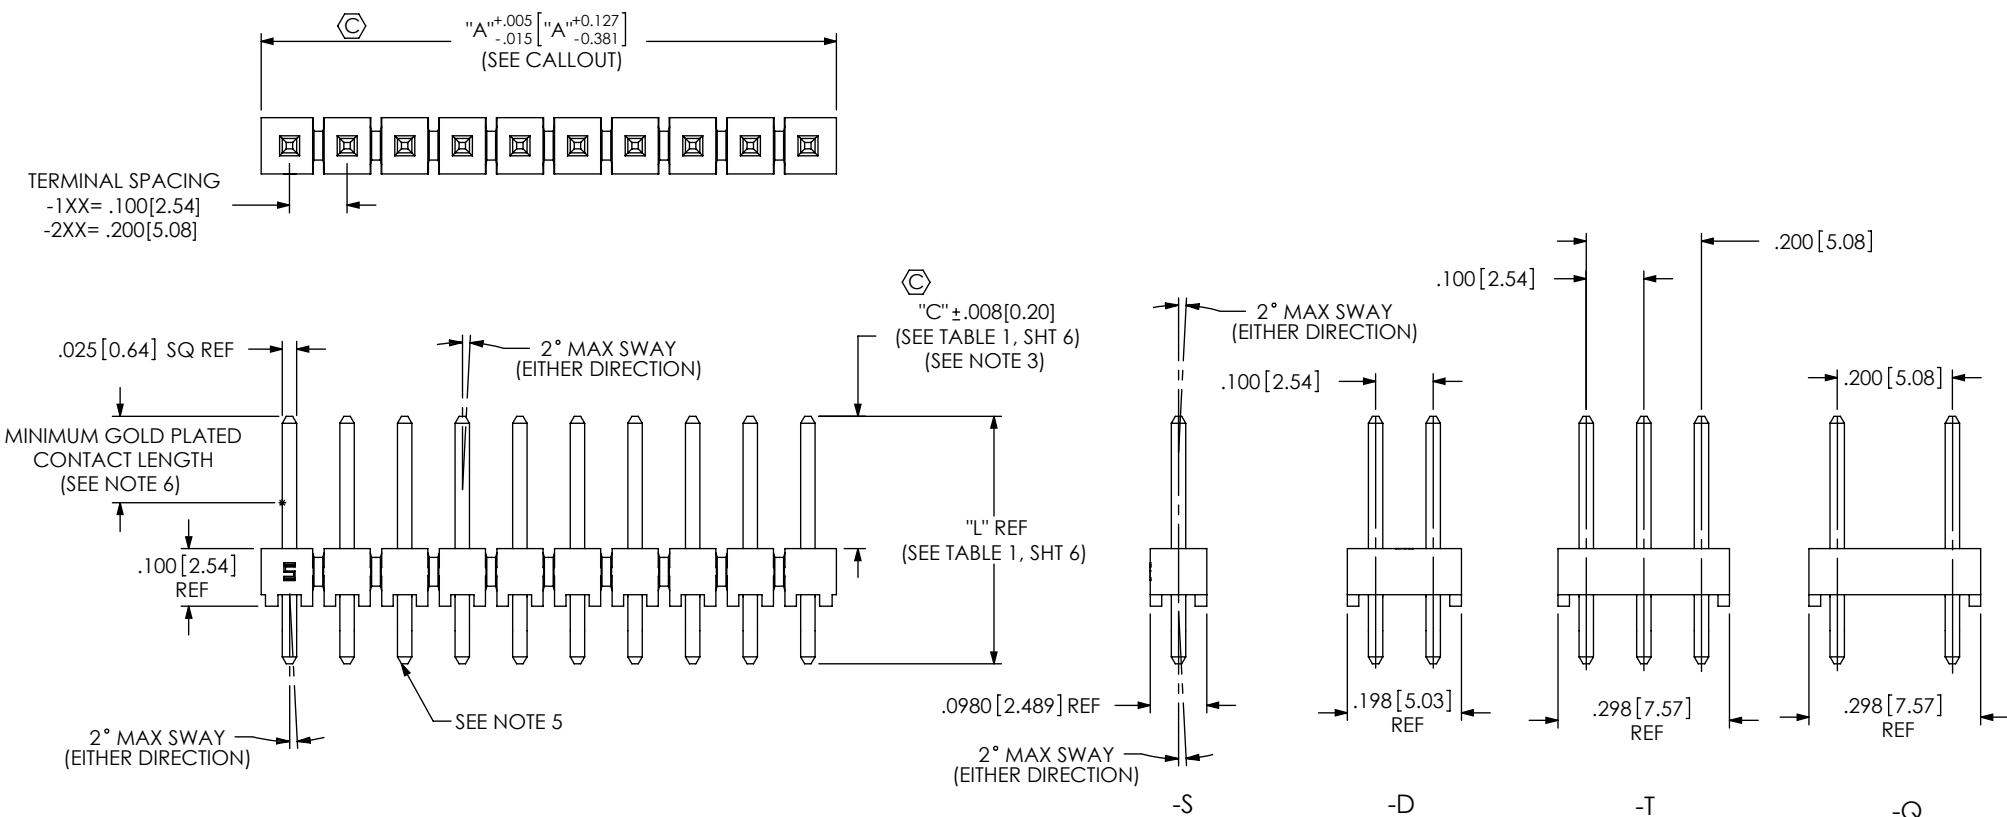 C
"A"+.005 -.015 ["A"+0.127 -0.381]
(SEE CALLOUT)
TERMINAL SPACING
-1XX= .100[2.54]
-2XX= .200[5.08]
.025[0.64] SQ REF
2° MAX SWAY
(EITHER DIRECTION)
C
"C"±.008[0.20]
(SEE TABLE 1, SHT 6)
(SEE NOTE 3)
MINIMUM GOLD PLATED
CONTACT LENGTH
(SEE NOTE 6)
.100[2.54]
REF
"L" REF
(SEE TABLE 1, SHT 6)
SEE NOTE 5
2° MAX SWAY
(EITHER DIRECTION)
2° MAX SWAY
(EITHER DIRECTION)
.0980[2.489] REF
2° MAX SWAY
(EITHER DIRECTION)
-S
.100[2.54]
.198[5.03]
REF
-D
.200[5.08]
.100[2.54]
.298[7.57]
REF
-T
.200[5.08]
.298[7.57]
REF
-Q